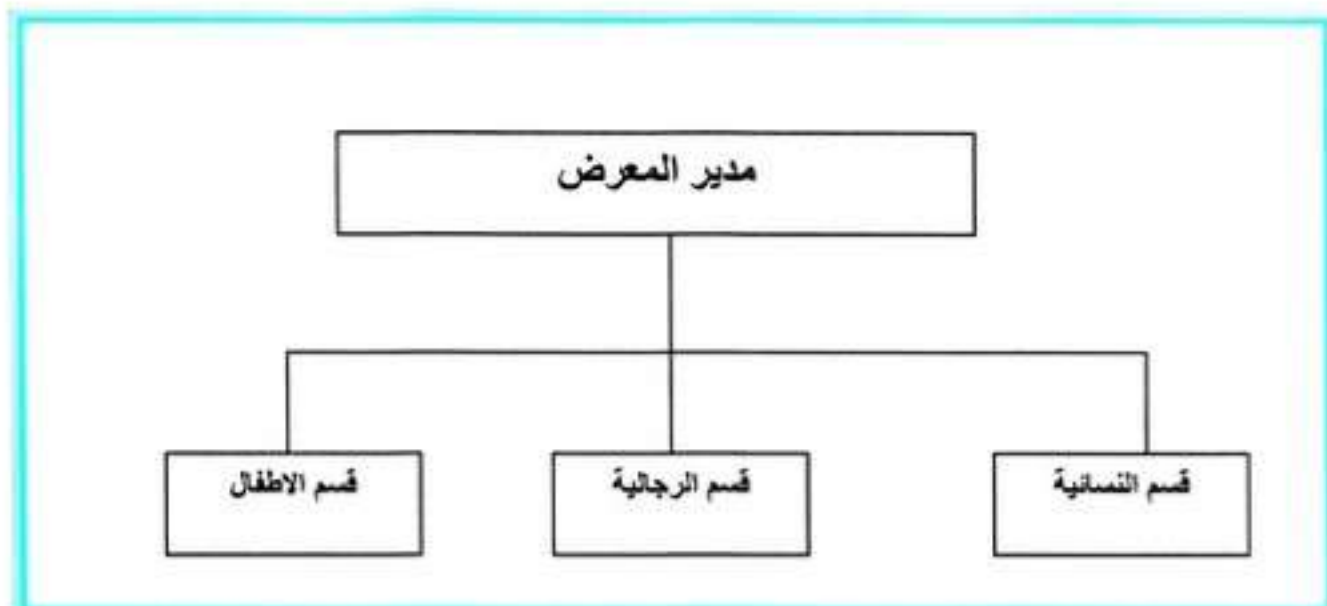 مدير المعرض
قسم النسائية
قسم الرجالية
قسم الاطفال